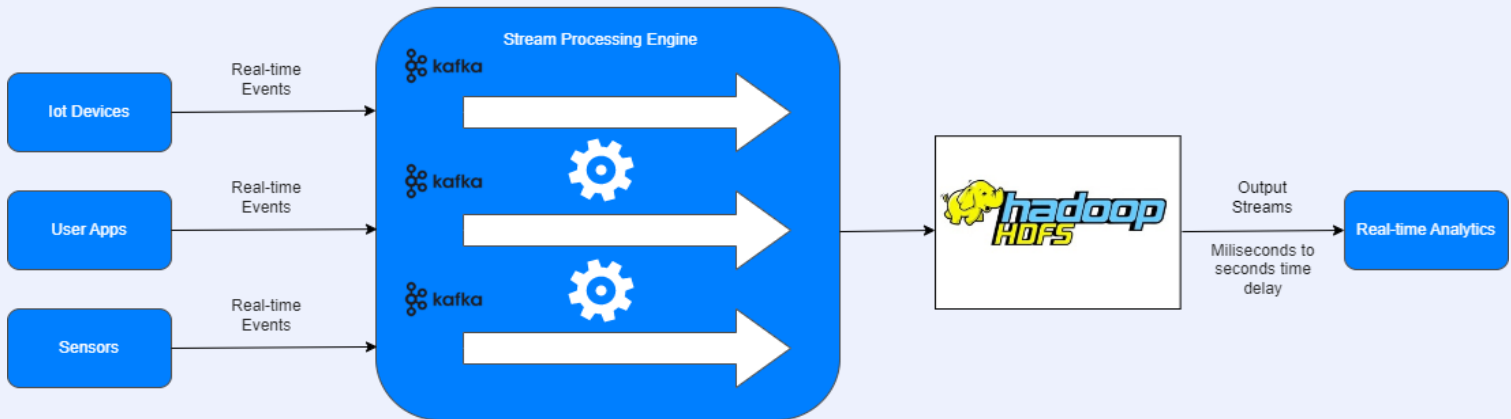 Stream Processing Engine
kafka
Real-time
Events
Iot Devices
kafka
Real-time
Events
User Apps
hadoop
HDFS
Output
Streams
Miliseconds to
seconds time
delay
Real-time Analytics
kafka
Real-time
Events
Sensors